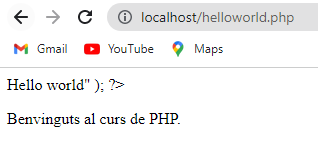 localhost/helloworld.php
Gmail YouTube Maps
Hello world" ); ?>
Benvinguts al curs de PHP.